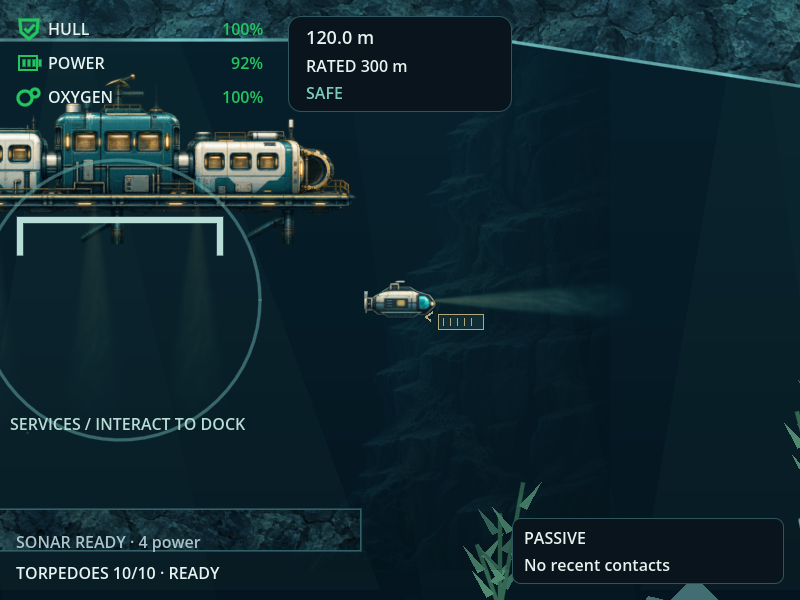 HULL 100%
POWER 92%
OXYGEN 100%
120.0 m
RATED 300 m
SAFE
SERVICES / INTERACT TO DOCK
SONAR READY · 4 power
TORPEDOES 10/10 · READY
PASSIVE
No recent contacts